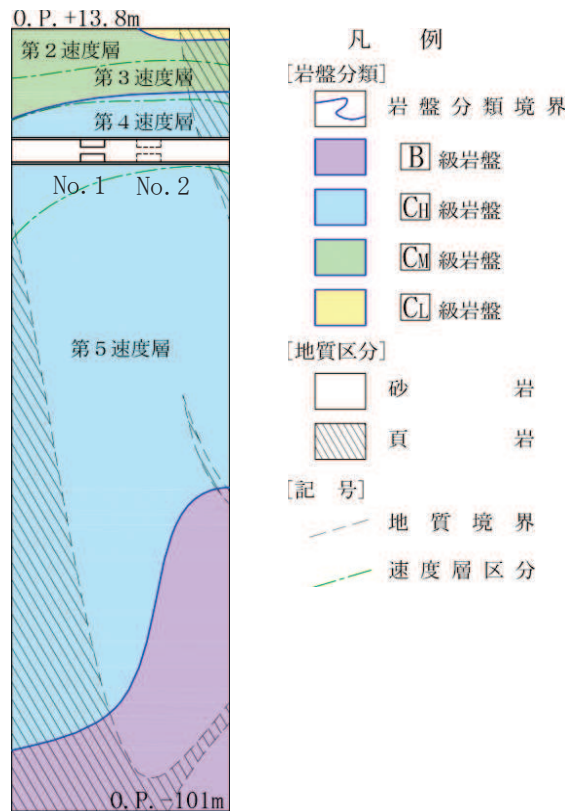 O.P.+13.8m
第2速度層
第3速度層
第4速度層
No.1 No.2
第5速度層
O.P.-101m
凡 例
[岩盤分類]
岩盤分類境界
B 級岩盤
CH 級岩盤
CM 級岩盤
CL 級岩盤
[地質区分]
砂 岩
頁 岩
[記 号]
地質境界
速度層区分